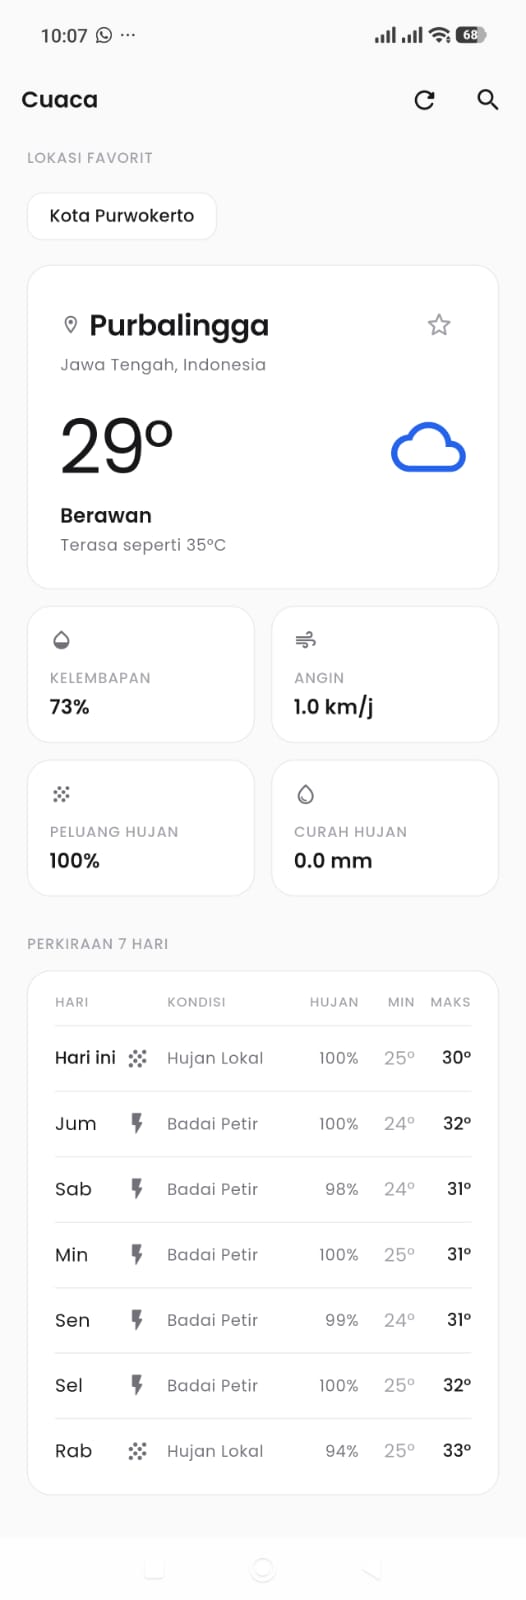 10:07 ···
68
Cuaca
LOKASI FAVORIT
Kota Purwokerto
Purbalingga
Jawa Tengah, Indonesia
29°
Berawan
Terasa seperti 35°C
KELEMBAPAN
73%
ANGIN
1.0 km/j
PELUANG HUJAN
100%
CURAH HUJAN
0.0 mm
PERKIRAAN 7 HARI
HARI KONDISI HUJAN MIN MAKS
Hari ini Hujan Lokal 100% 25° 30°
Jum Badai Petir 100% 24° 32°
Sab Badai Petir 98% 24° 31°
Min Badai Petir 100% 25° 31°
Sen Badai Petir 99% 24° 31°
Sel Badai Petir 100% 25° 32°
Rab Hujan Lokal 94% 25° 33°